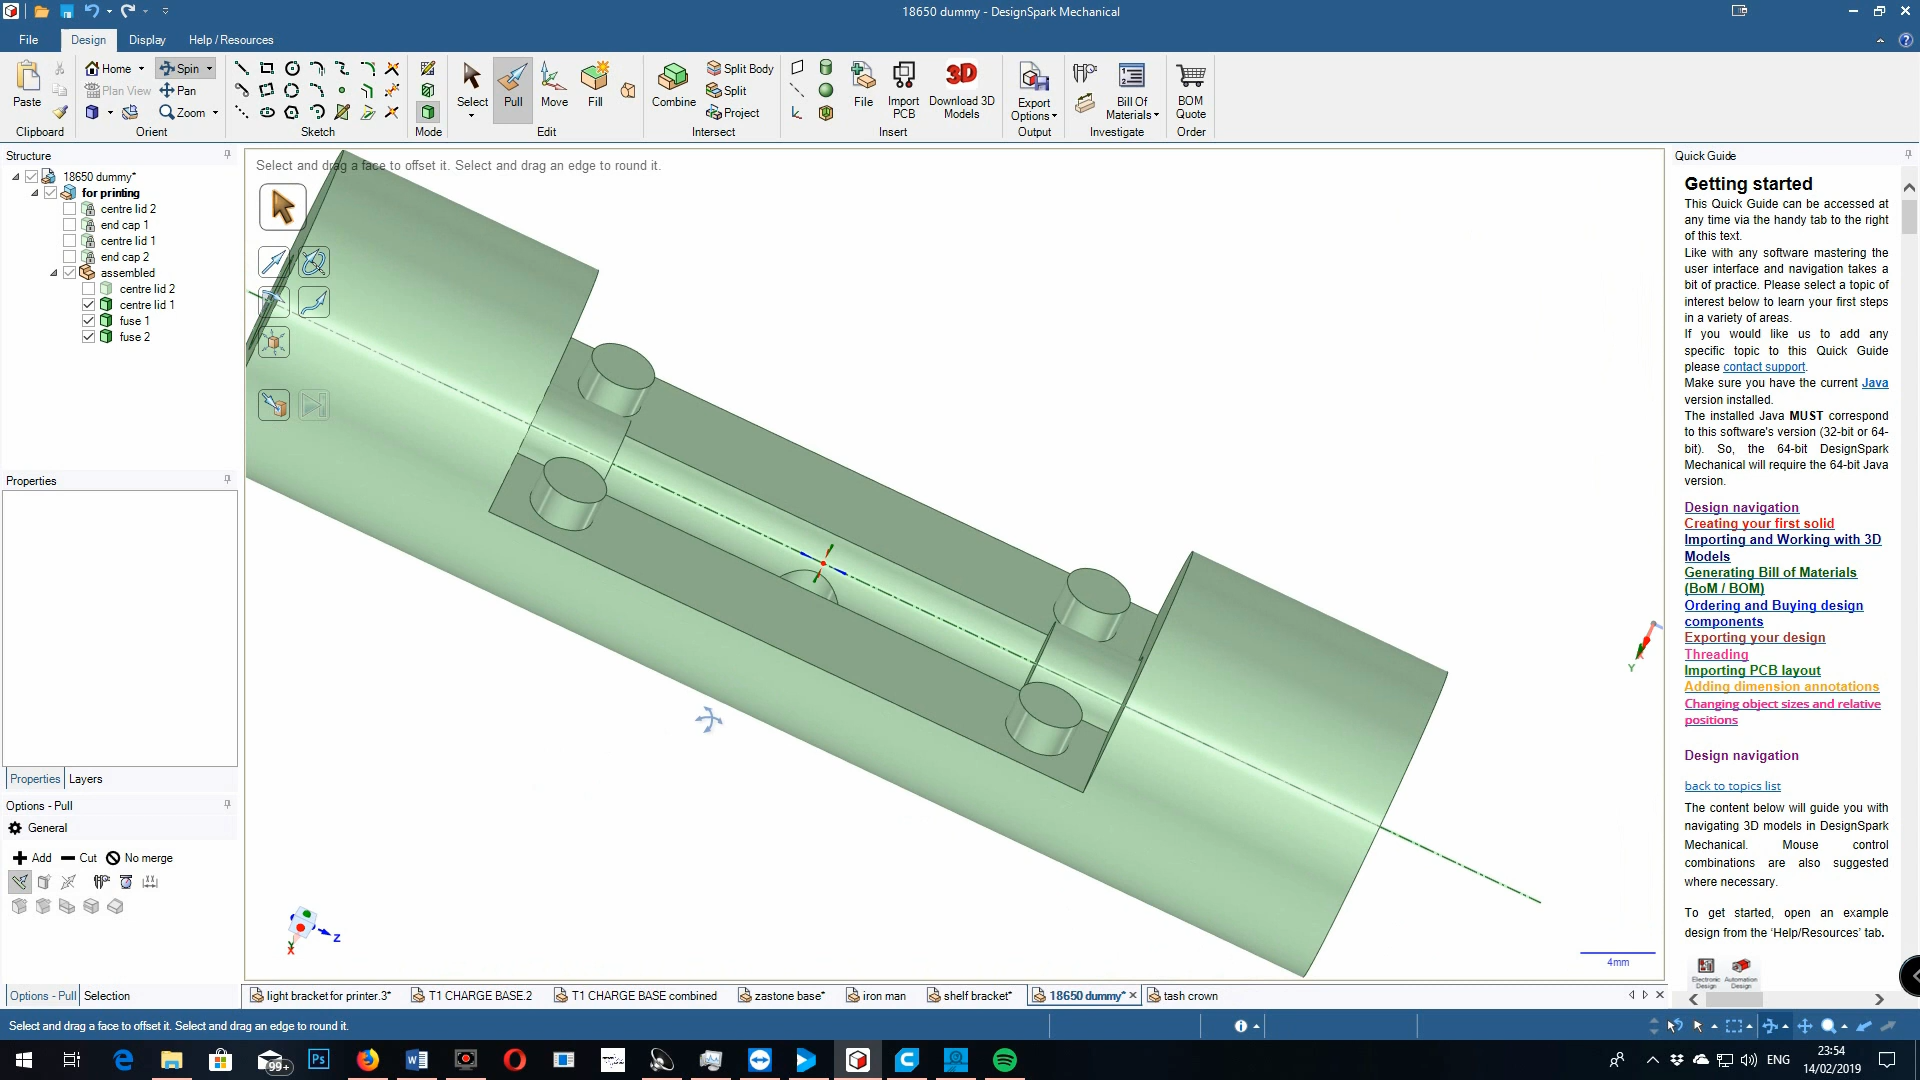 18650 dummy - DesignSpark Mechanical
File
Design
Display
Help / Resources
Paste
Clipboard
Home
Spin
Plan View
Pan
Zoom
Orient
Sketch
Mode
Select
Pull
Move
Fill
Edit
Combine
Split Body
Split
Project
Intersect
File
Import
PCB
Download 3D
Models
Insert
Export
Options
Output
Bill Of
Materials
Investigate
BOM
Quote
Order
Structure
18650 dummy*
for printing
centre lid 2
end cap 1
centre lid 1
end cap 2
assembled
centre lid 2
centre lid 1
fuse 1
fuse 2
Properties
Properties
Layers
Options - Pull
General
Add
Cut
No merge
Options - Pull
Selection
Select and drag a face to offset it. Select and drag an edge to round it.
Z
X
Y
4mm
light bracket for printer.3*
T1 CHARGE BASE.2
T1 CHARGE BASE combined
zastone base*
iron man
shelf bracket*
18650 dummy*
tash crown
Quick Guide
Getting started
This Quick Guide can be accessed at
any time via the handy tab to the right
of this text.
Like with any software mastering the
user interface and navigation takes a
bit of practice. Please select a topic of
interest below to learn your first steps
in a variety of areas.
If you would like us to add any
specific topic to this Quick Guide
please contact support.
Make sure you have the current Java
version installed.
The installed Java MUST correspond
to this software's version (32-bit or 64-
bit). So, the 64-bit DesignSpark
Mechanical will require the 64-bit Java
version.
Design navigation
Creating your first solid
Importing and Working with 3D
Models
Generating Bill of Materials
(BoM / BOM)
Ordering and Buying design
components
Exporting your design
Threading
Importing PCB layout
Adding dimension annotations
Changing object sizes and relative
positions
Design navigation
back to topics list
The content below will guide you with
navigating 3D models in DesignSpark
Mechanical. Mouse control
combinations are also suggested
where necessary.
To get started, open an example
design from the 'Help/Resources' tab.
Electronic
Design
Automation
Design
Select and drag a face to offset it. Select and drag an edge to round it.
99+
Ps
ENG
23:54
14/02/2019